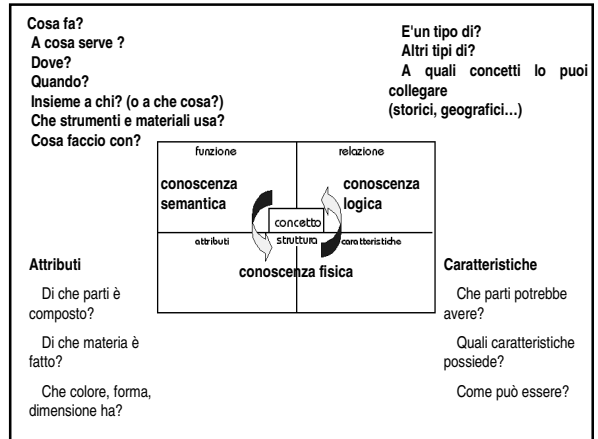 Cosa fa?
A cosa serve ?
Dove?
Quando?
Insieme a chi? (o a che cosa?)
Che strumenti e materiali usa?
Cosa faccio con?
E'un tipo di?
Altri tipi di?
A quali concetti lo puoi
collegare
(storici, geografici…)
funzione
relazione
conoscenza
semantica
conoscenza
logica
concetto
attributi
struttura
caratteristiche
conoscenza fisica
Attributi
Di che parti è
composto?
Di che materia è
fatto?
Che colore, forma,
dimensione ha?
Caratteristiche
Che parti potrebbe
avere?
Quali caratteristiche
possiede?
Come può essere?